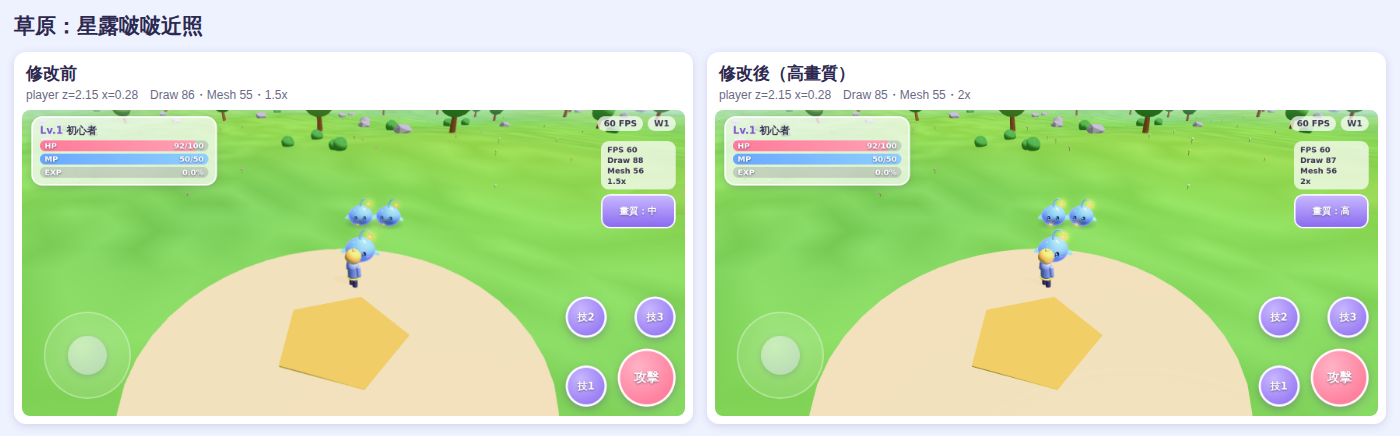 草原：星露啵啵近照
修改前
player z=2.15 x=0.28 Draw 86・Mesh 55・1.5x
Lv.1 初心者
HP 92/100
MP 50/50
EXP 0.0%
60 FPS W1
FPS 60
Draw 88
Mesh 56
1.5x
畫質：中
技2 技3
技1 攻擊
修改後（高畫質）
player z=2.15 x=0.28 Draw 85・Mesh 55・2x
Lv.1 初心者
HP 92/100
MP 50/50
EXP 0.0%
60 FPS W1
FPS 60
Draw 87
Mesh 56
2x
畫質：高
技2 技3
技1 攻擊